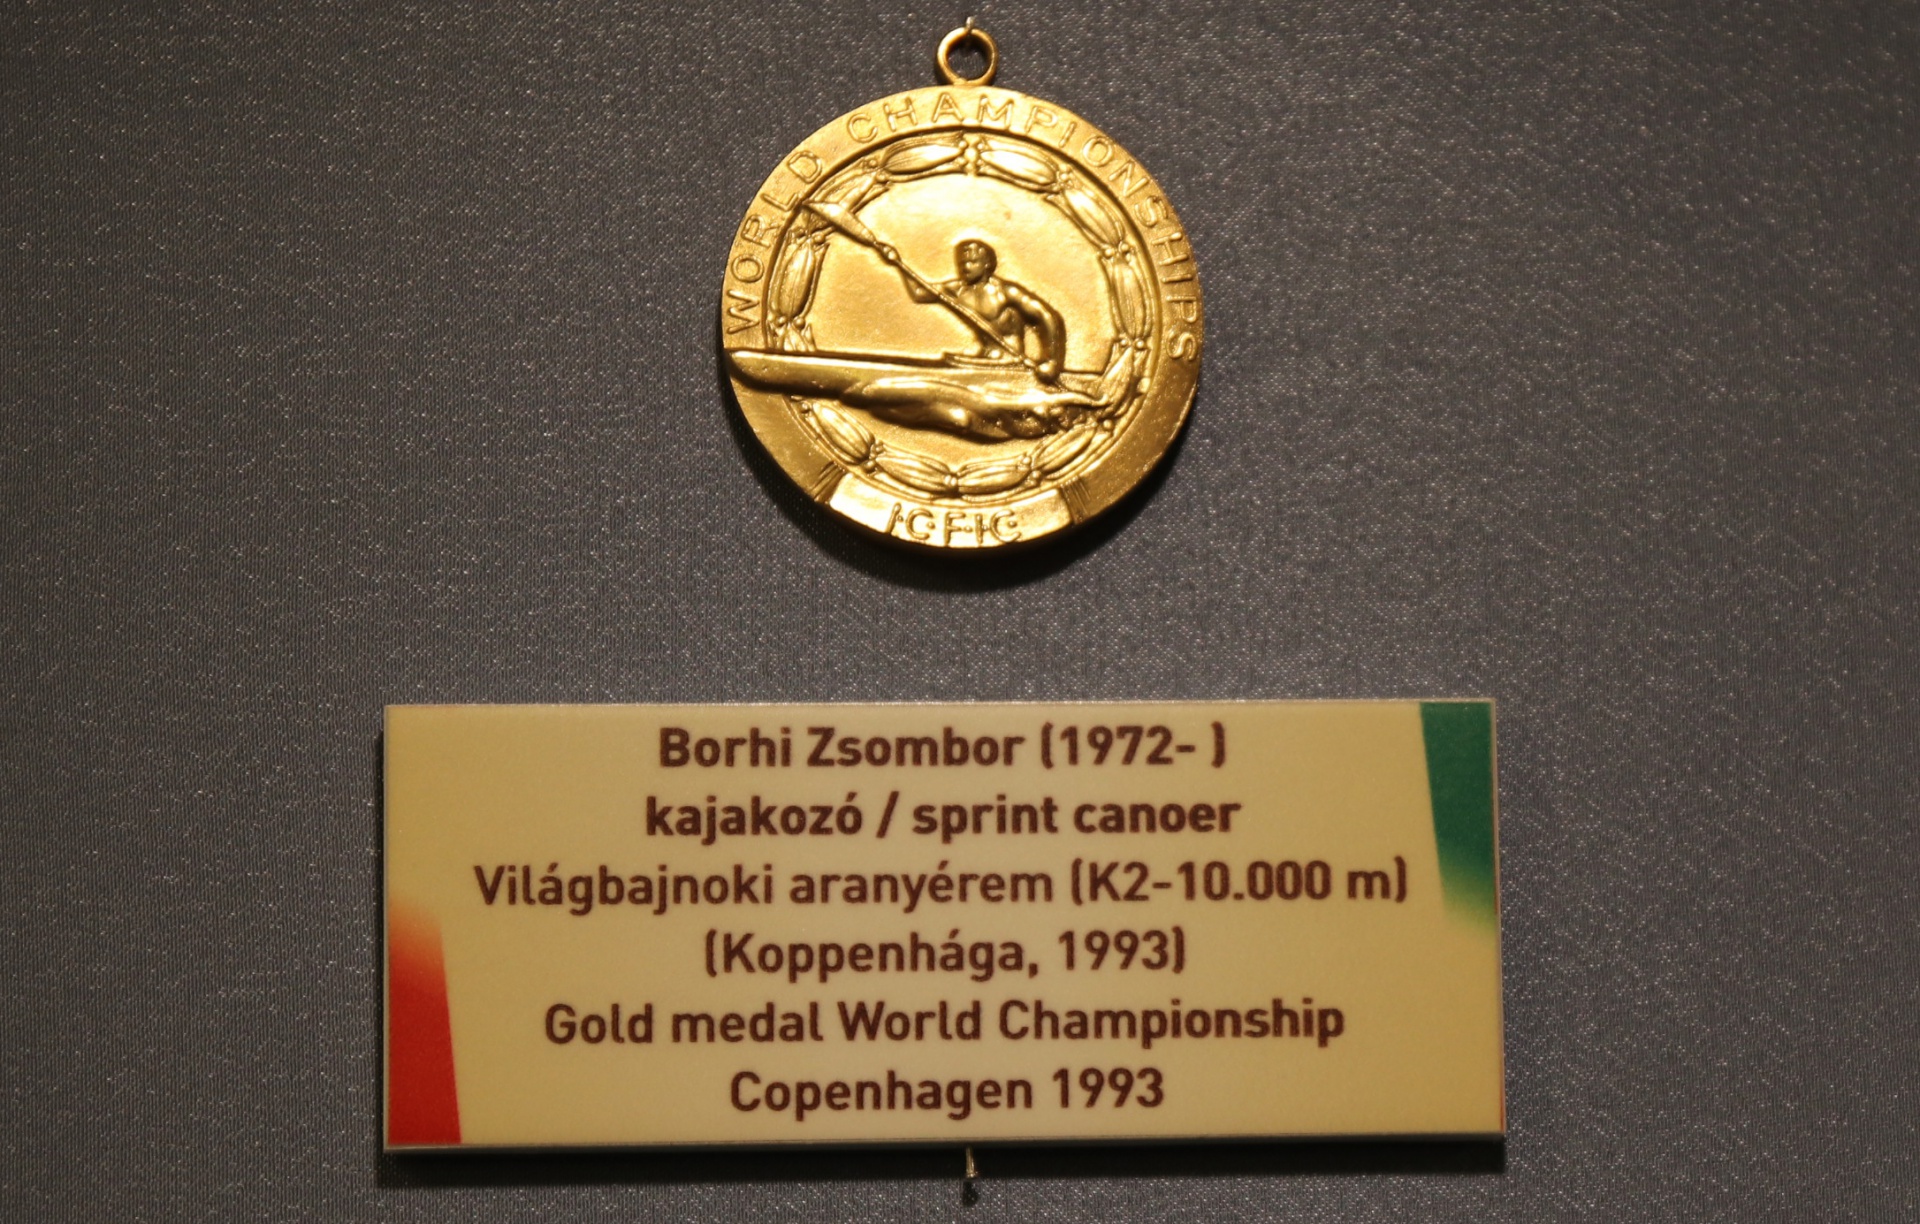 WORLD CHAMPIONSHIPS
I·C·F·I·C·
Borhi Zsombor (1972- )
kajakozó / sprint canoer
Világbajnoki aranyérem (K2-10.000 m)
(Koppenhága, 1993)
Gold medal World Championship
Copenhagen 1993